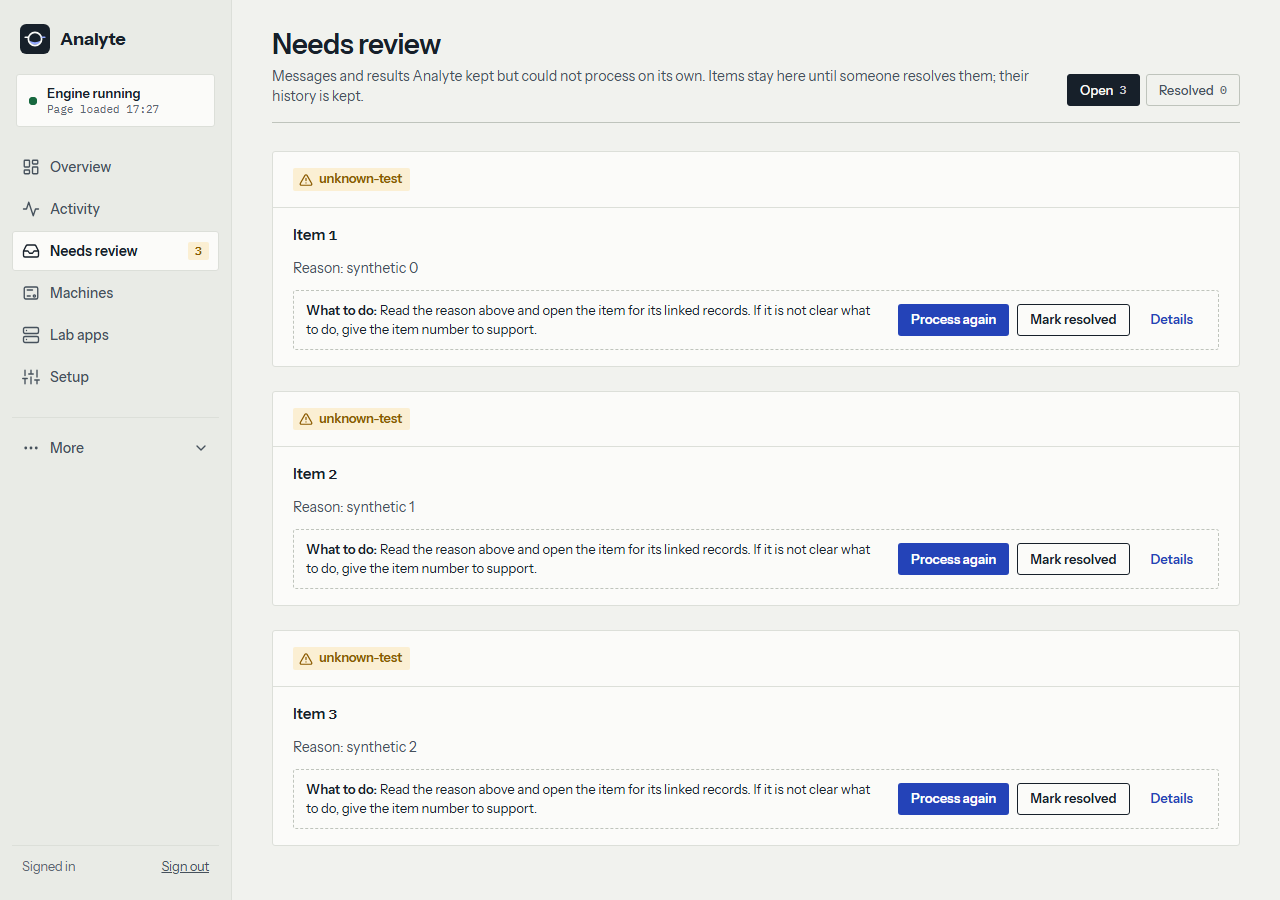 Analyte
Engine running
Page loaded 17:27
Overview
Activity
Needs review 3
Machines
Lab apps
Setup
More
Signed in Sign out
Needs review
Messages and results Analyte kept but could not process on its own. Items stay here until someone resolves them; their
history is kept.
Open 3 Resolved 0
unknown-test
Item 1
Reason: synthetic 0
What to do: Read the reason above and open the item for its linked records. If it is not clear what
to do, give the item number to support.
Process again Mark resolved Details
unknown-test
Item 2
Reason: synthetic 1
What to do: Read the reason above and open the item for its linked records. If it is not clear what
to do, give the item number to support.
Process again Mark resolved Details
unknown-test
Item 3
Reason: synthetic 2
What to do: Read the reason above and open the item for its linked records. If it is not clear what
to do, give the item number to support.
Process again Mark resolved Details